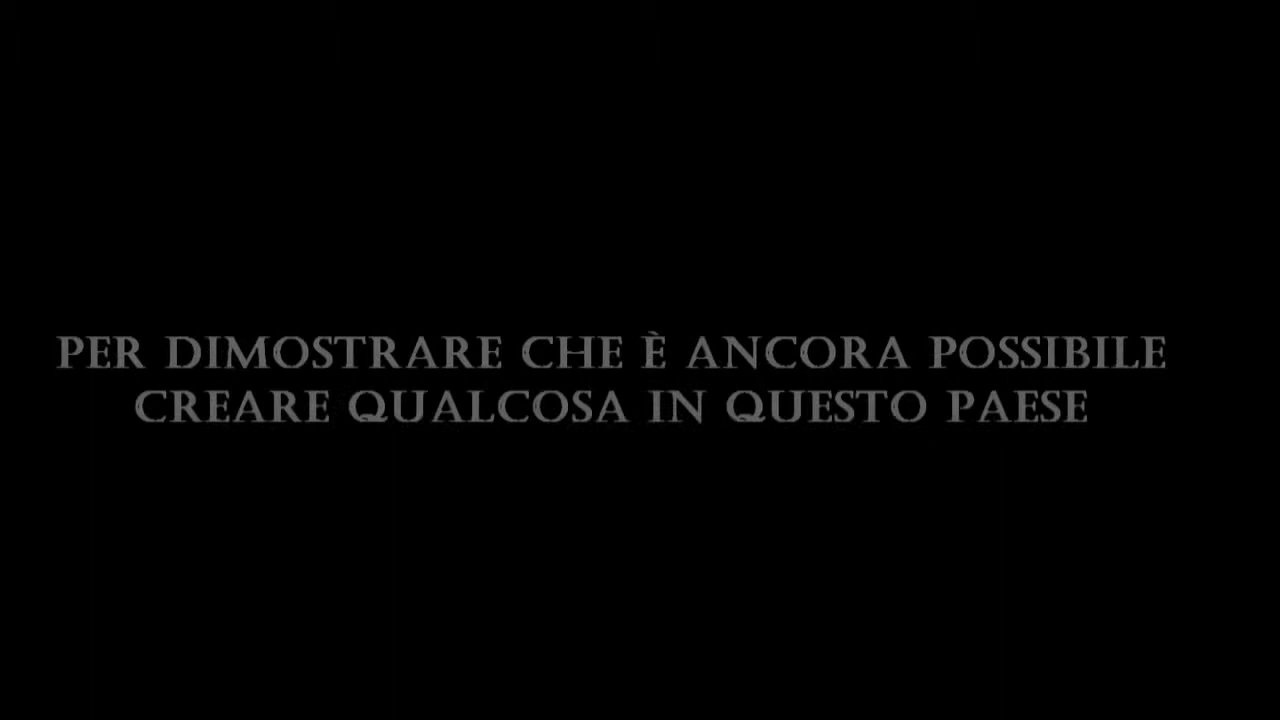 PER DIMOSTRARE CHE È ANCORA POSSIBILE
CREARE QUALCOSA IN QUESTO PAESE